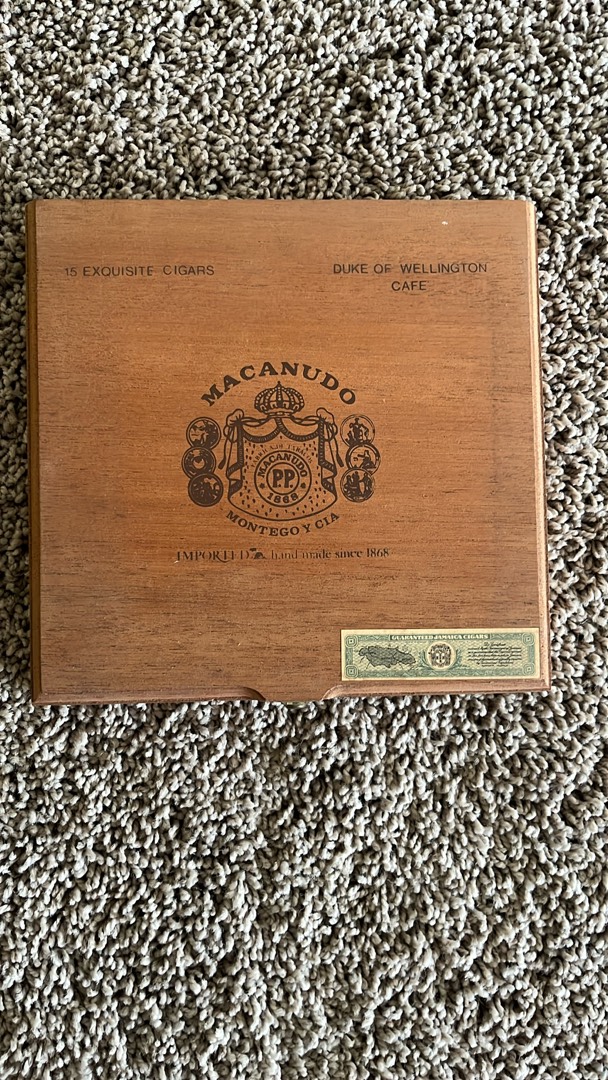 15 EXQUISITE CIGARS
DUKE OF WELLINGTON
CAFE
MACANUDO
MACANUDO
P.P.
1868
MONTEGO Y CIA
IMPORTED hand made since 1868
GUARANTEED JAMAICA CIGARS